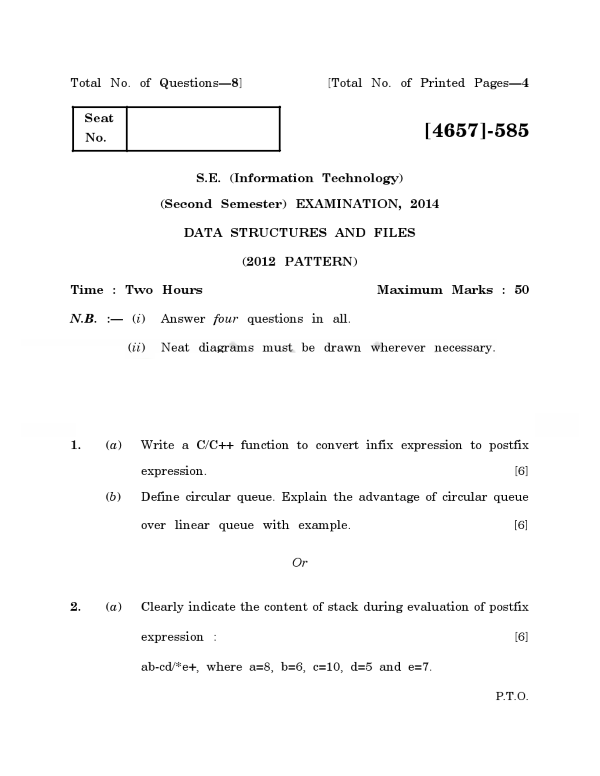 Total No. of Questions—8] [Total No. of Printed Pages—4
Seat
No.
[4657]-585
S.E. (Information Technology)
(Second Semester) EXAMINATION, 2014
DATA STRUCTURES AND FILES
(2012 PATTERN)
Time : Two Hours Maximum Marks : 50
N.B. :— (i) Answer four questions in all.
(ii) Neat diagrams must be drawn wherever necessary.
1. (a) Write a C/C++ function to convert infix expression to postfix
expression. [6]
(b) Define circular queue. Explain the advantage of circular queue
over linear queue with example. [6]
Or
2. (a) Clearly indicate the content of stack during evaluation of postfix
expression : [6]
ab-cd/*e+, where a=8, b=6, c=10, d=5 and e=7.
P.T.O.